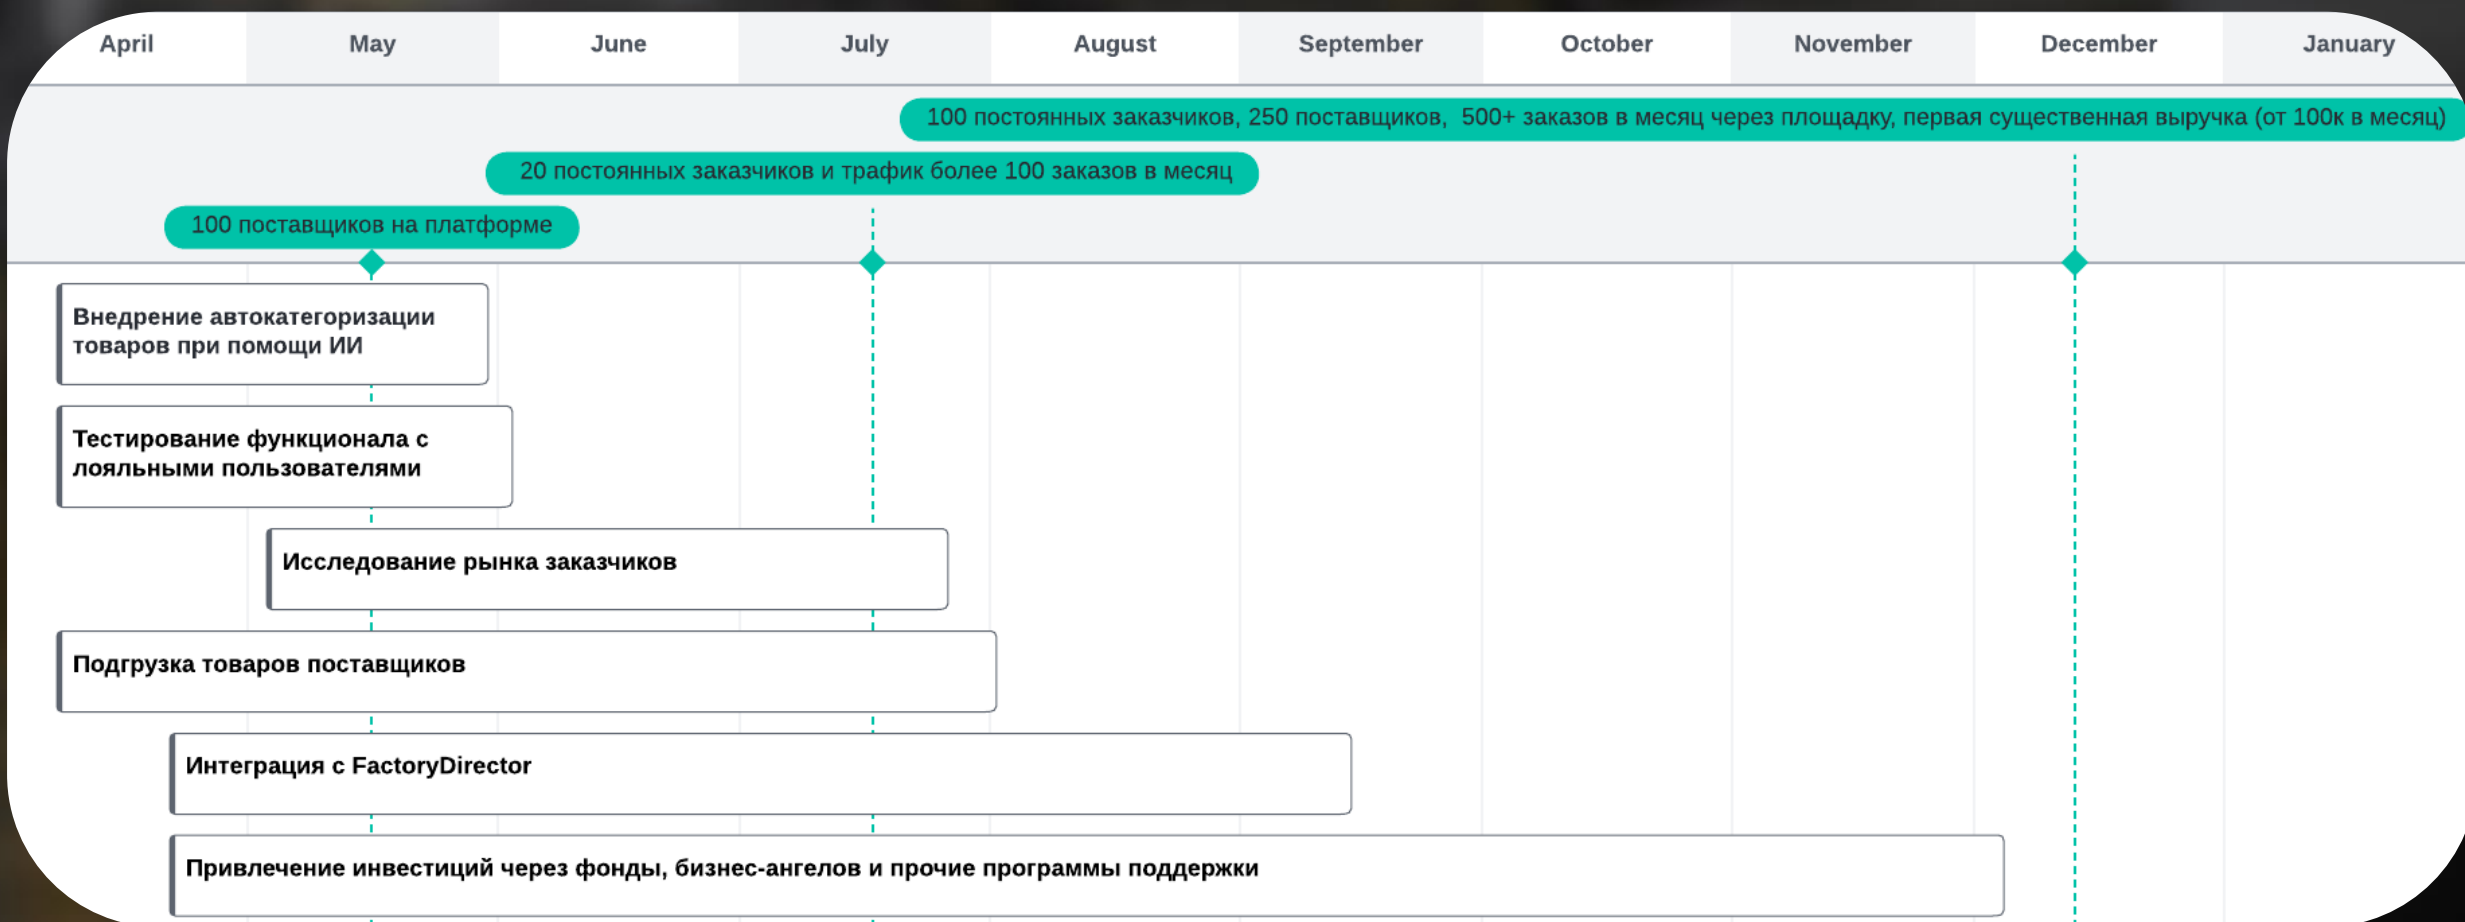 April May June July August September October November December January
100 постоянных заказчиков, 250 поставщиков,  500+ заказов в месяц через площадку, первая существенная выручка (от 100к в месяц)
20 постоянных заказчиков и трафик более 100 заказов в месяц
100 поставщиков на платформе
Внедрение автокатегоризации
товаров при помощи ИИ
Тестирование функционала с
лояльными пользователями
Исследование рынка заказчиков
Подгрузка товаров поставщиков
Интеграция с FactoryDirector
Привлечение инвестиций через фонды, бизнес-ангелов и прочие программы поддержки